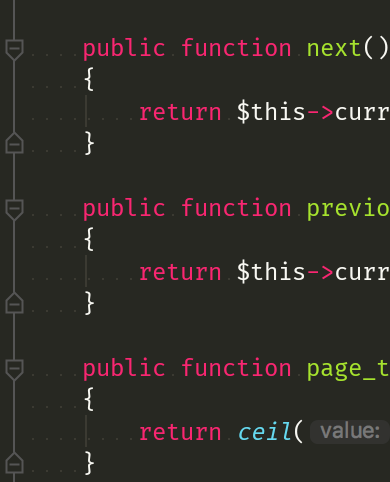 public function next()
{
return $this->curr
}
public function previo
{
return $this->curr
}
public function page_t
{
return ceil( value:
}